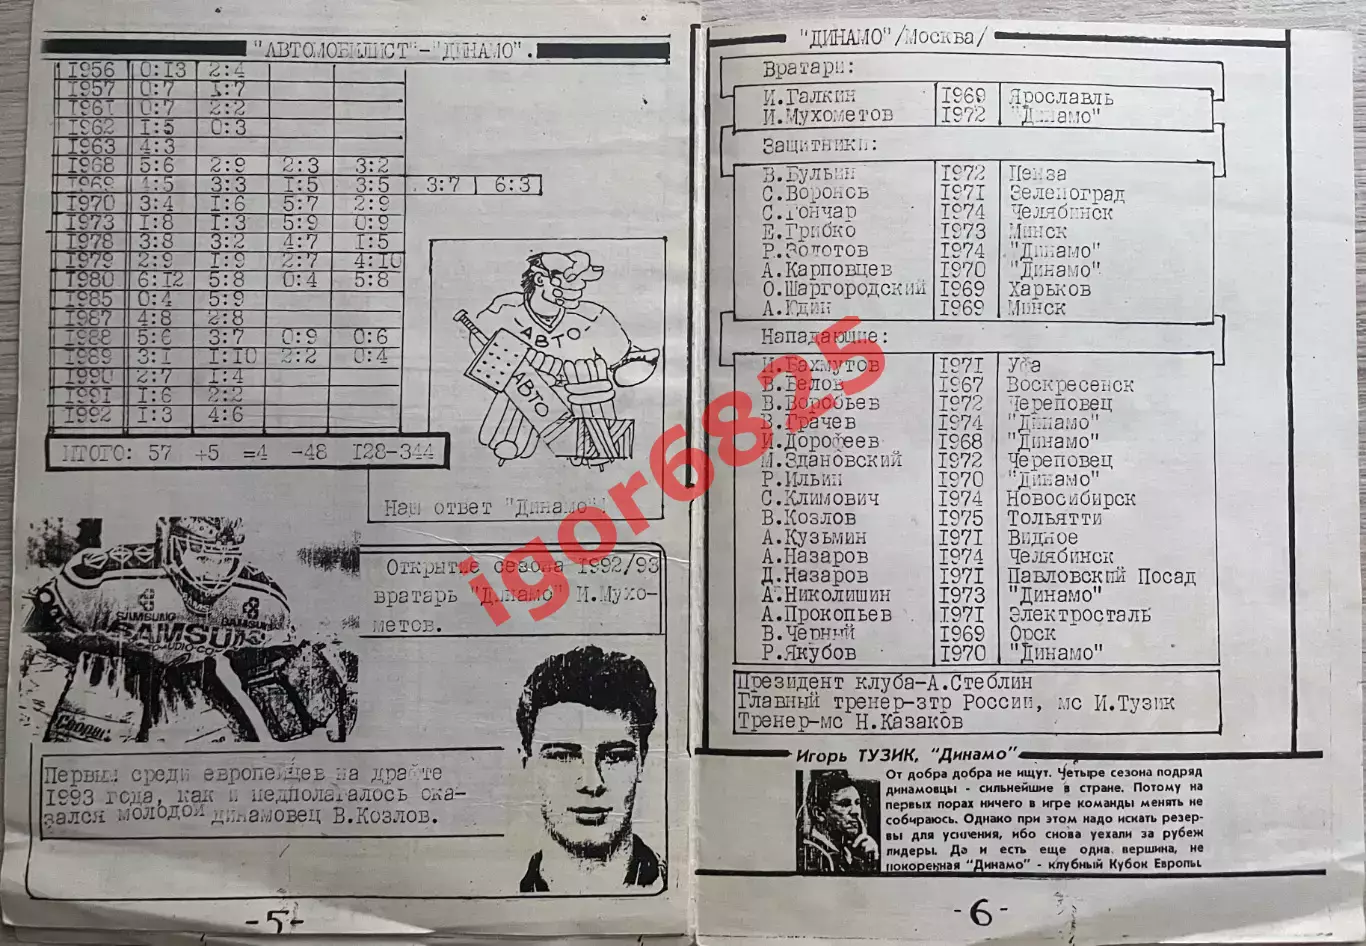 "АВТОМОБИЛИСТ"-"ДИНАМО".
1956 0:13 2:4
1957 0:7 1:7
1961 0:7 2:2
1962 1:5 0:3
1963 4:3
1968 5:6 2:9 2:3 3:2
1969 4:5 3:3 1:5 3:5 3:7 6:3
1970 3:4 1:6 5:7 2:9
1973 1:8 1:3 5:9 0:9
1978 3:8 3:2 4:7 1:5
1979 2:9 1:9 2:7 4:10
1980 6:12 5:8 0:4 5:8
1985 0:4 5:9
1987 4:8 2:8
1988 5:6 3:7 0:9 0:6
1989 3:1 1:10 2:2 0:4
1990 2:7 1:4
1991 1:6 2:2
1992 1:3 4:6
ИТОГО: 57 +5 =4 -48 128-344
АВТО
АВТО
Наш ответ "Динамо"!
Открытие сезона 1992/93
вратарь "Динамо" И.Мухо-
метов.
SAMSUNG
SAMSUNG
Первым среди европейцев на драфте
1993 года, как и недполагалось ока-
зался молодой динамовец В.Козлов.
-5-
"ДИНАМО"/Москва/
Вратари:
И.Галкин 1969 Ярославль
И.Мухометов 1972 "Динамо"
Защитники:
В.Булын 1972 Пенза
С.Воронов 1971 Зеленоград
С.Гончар 1974 Челябинск
Е.Грибко 1973 Минск
Р.Золотов 1974 "Динамо"
А.Карповцев 1970 "Динамо"
О.Шаргородский 1969 Харьков
А.Юдин 1969 Минск
Нападающие:
И.Бахмутов 1971 Уфа
В.Белов 1967 Воскресенск
В.Воробьев 1972 Череповец
В.Грачев 1974 "Динамо"
И.Дорофеев 1968 "Динамо"
М.Здановский 1972 Череповец
Р.Ильин 1970 "Динамо"
С.Климович 1974 Новосибирск
В.Козлов 1975 Тольятти
А.Кузьмин 1971 Видное
А.Назаров 1974 Челябинск
Д.Назаров 1971 Павловский Посад
А.Николишин 1973 "Динамо"
А.Прокопьев 1971 Электросталь
В.Черный 1969 Орск
Р.Якубов 1970 "Динамо"
Президент клуба-А.Стеблин
Главный тренер-зтр России, мс И.Тузик
Тренер-мс Н.Казаков
Игорь ТУЗИК, "Динамо"
От добра добра не ищут. Четыре сезона подряд
динамовцы - сильнейшие в стране. Потому на
первых порах ничего в игре команды менять не
собираюсь. Однако при этом надо искать резер-
вы для усиления, ибо снова уехали за рубеж
лидеры. Да и есть еще одна вершина, не
покоренная "Динамо" - клубный Кубок Европы.
-6-
igor6825